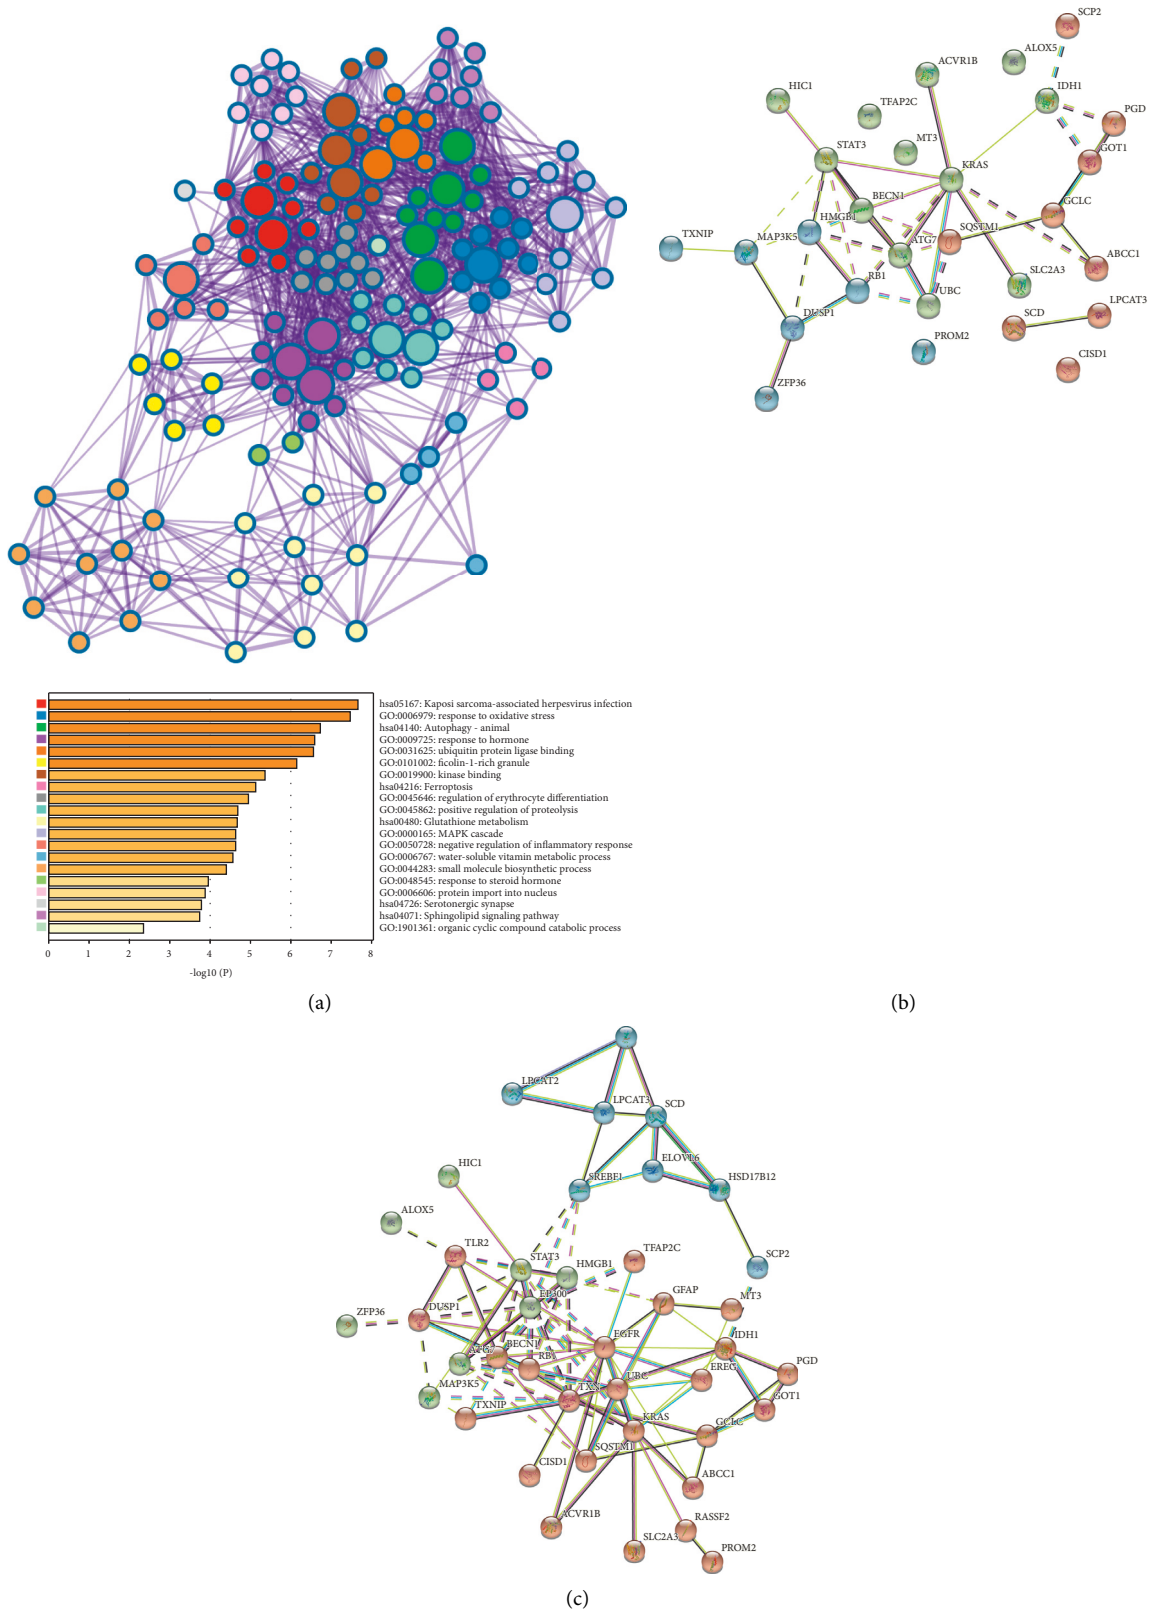 SCP2
ALOX5
ACVR1B
IDH1
HIC1
PGD
TFAP2C
MT3
STAT3
GOT1
KRAS
BECN1
GCLC
HMGB1
SQSTM1
TXNIP
MAP3K5
ATG7
ABCC1
RB1
SLC2A3
UBC
LPCAT3
DUSP1
SCD
PROM2
CISD1
ZFP36
hsa05167: Kaposi sarcoma-associated herpesvirus infection
GO:0006979: response to oxidative stress
hsa04140: Autophagy - animal
GO:0009725: response to hormone
GO:0031625: ubiquitin protein ligase binding
GO:0101002: ficolin-1-rich granule
GO:0019900: kinase binding
hsa04216: Ferroptosis
GO:0045646: regulation of erythrocyte differentiation
GO:0045862: positive regulation of proteolysis
hsa00480: Glutathione metabolism
GO:0000165: MAPK cascade
GO:0050728: negative regulation of inflammatory response
GO:0006767: water-soluble vitamin metabolic process
GO:0044283: small molecule biosynthetic process
GO:0048545: response to steroid hormone
GO:0006606: protein import into nucleus
hsa04726: Serotonergic synapse
hsa04071: Sphingolipid signaling pathway
GO:1901361: organic cyclic compound catabolic process
0 1 2 3 4 5 6 7 8
-log10 (P)
(a)
(b)
LPCAT2
LPCAT3
SCD
ELOVL6
SREBF1
HSD17B12
HIC1
ALOX5
TLR2
STAT3
HMGB1
TFAP2C
SCP2
EP300
GFAP
MT3
ZFP36
DUSP1
EGFR
IDH1
BECN1
ATG7
RB
UBC
EREG
PGD
MAP3K5
TXN
GOT1
TXNIP
KRAS
GCLC
SQSTM1
CISD1
ABCC1
ACVR1B
RASSF2
SLC2A3
PROM2
(c)